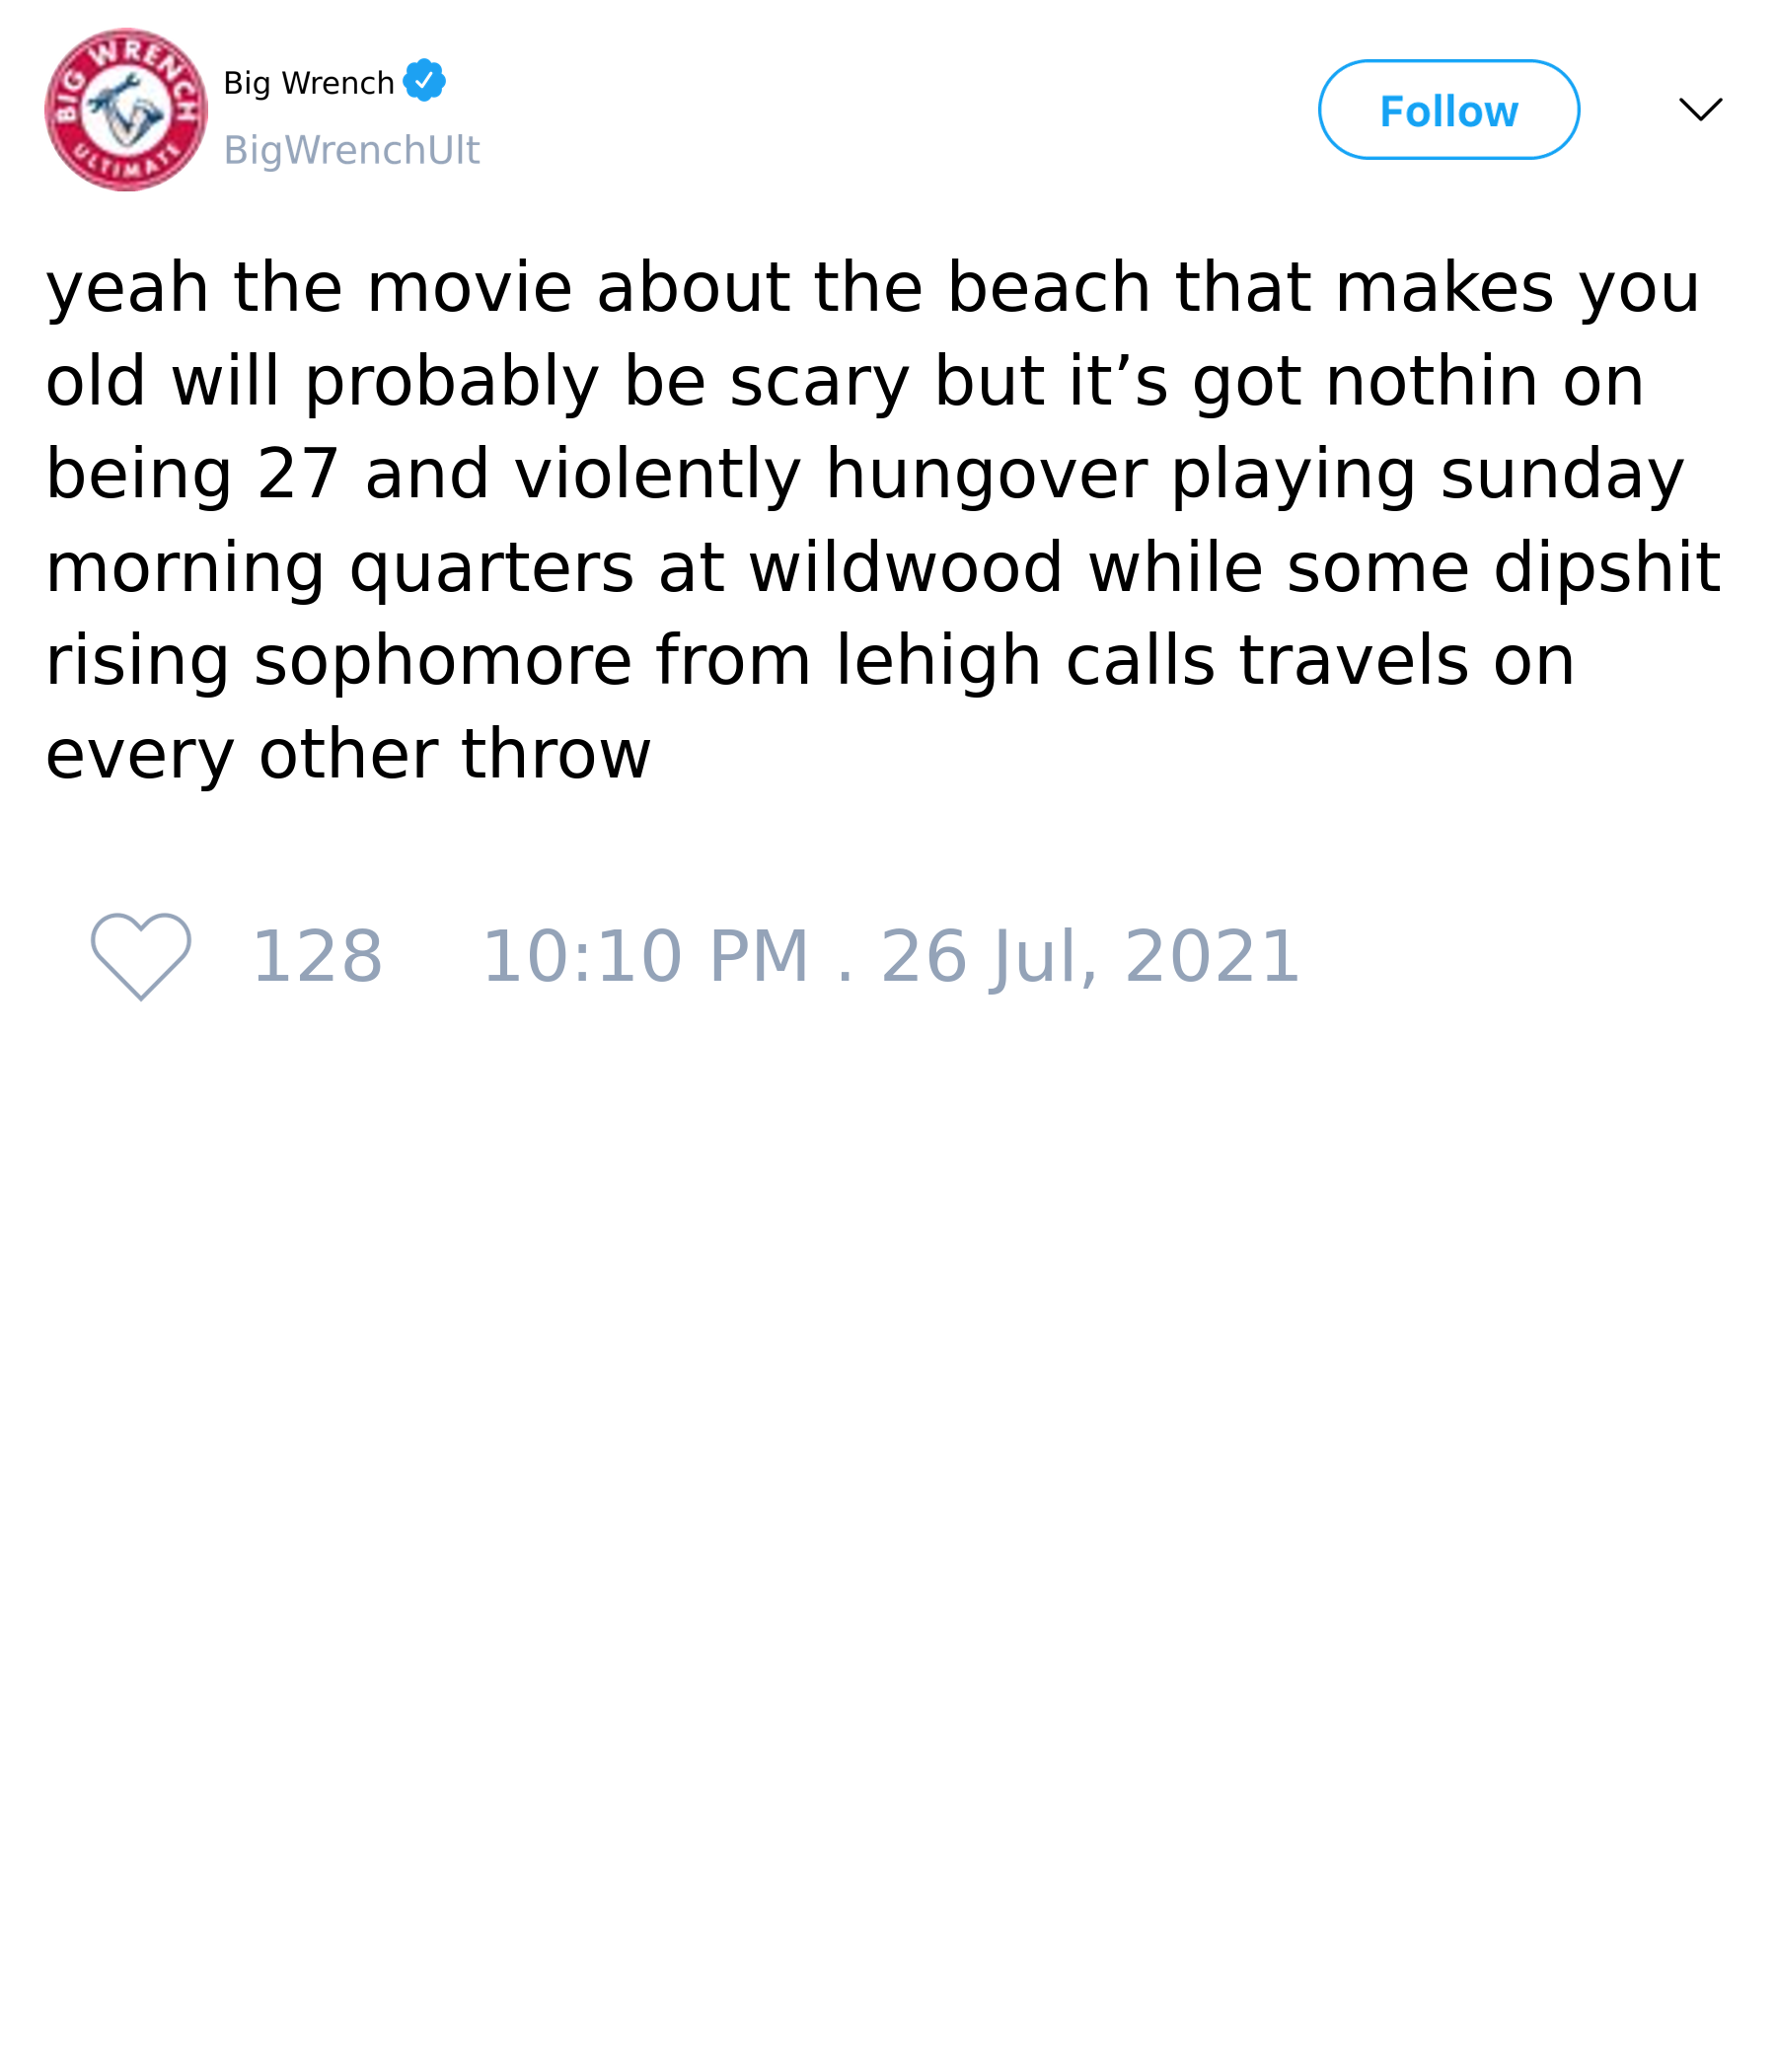 BIG WRENCH
ULTIMATE
Big Wrench
BigWrenchUlt
Follow
yeah the movie about the beach that makes you
old will probably be scary but it’s got nothin on
being 27 and violently hungover playing sunday
morning quarters at wildwood while some dipshit
rising sophomore from lehigh calls travels on
every other throw
128 10:10 PM . 26 Jul, 2021